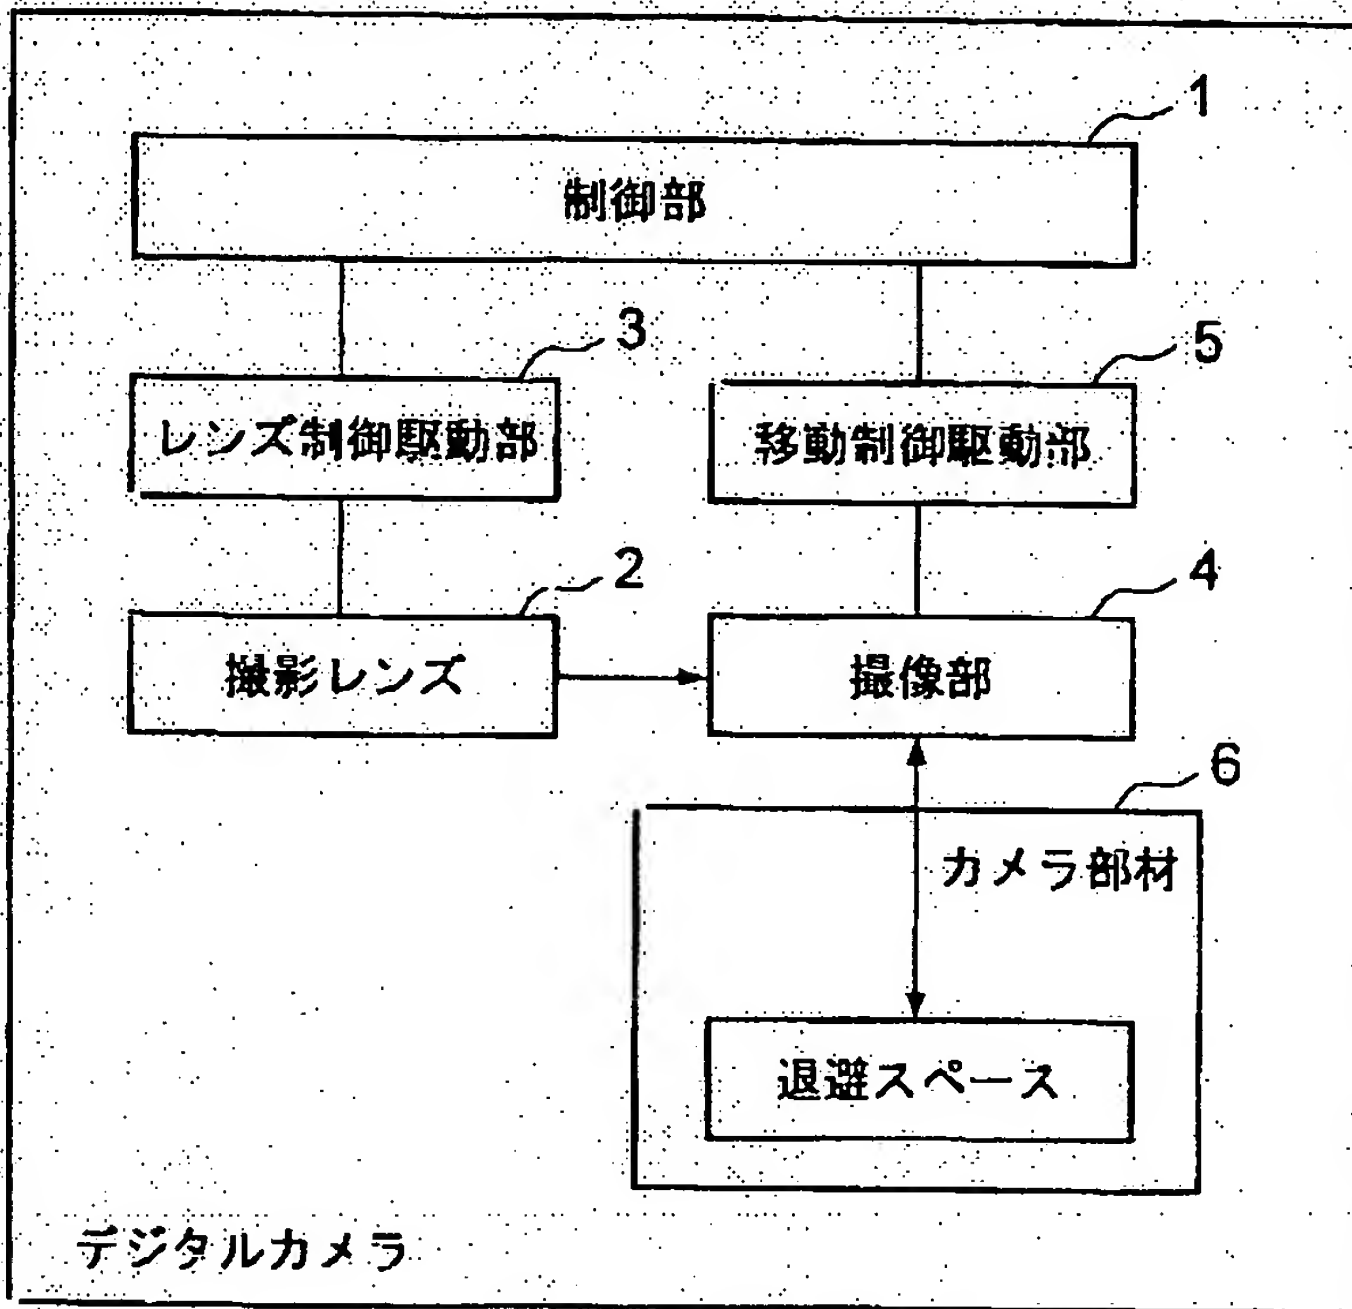 1
制御部
3
5
レンズ制御駆動部
移動制御駆動部
2
4
撮影レンズ
撮像部
6
カメラ部材
退避スペース
デジタルカメラ